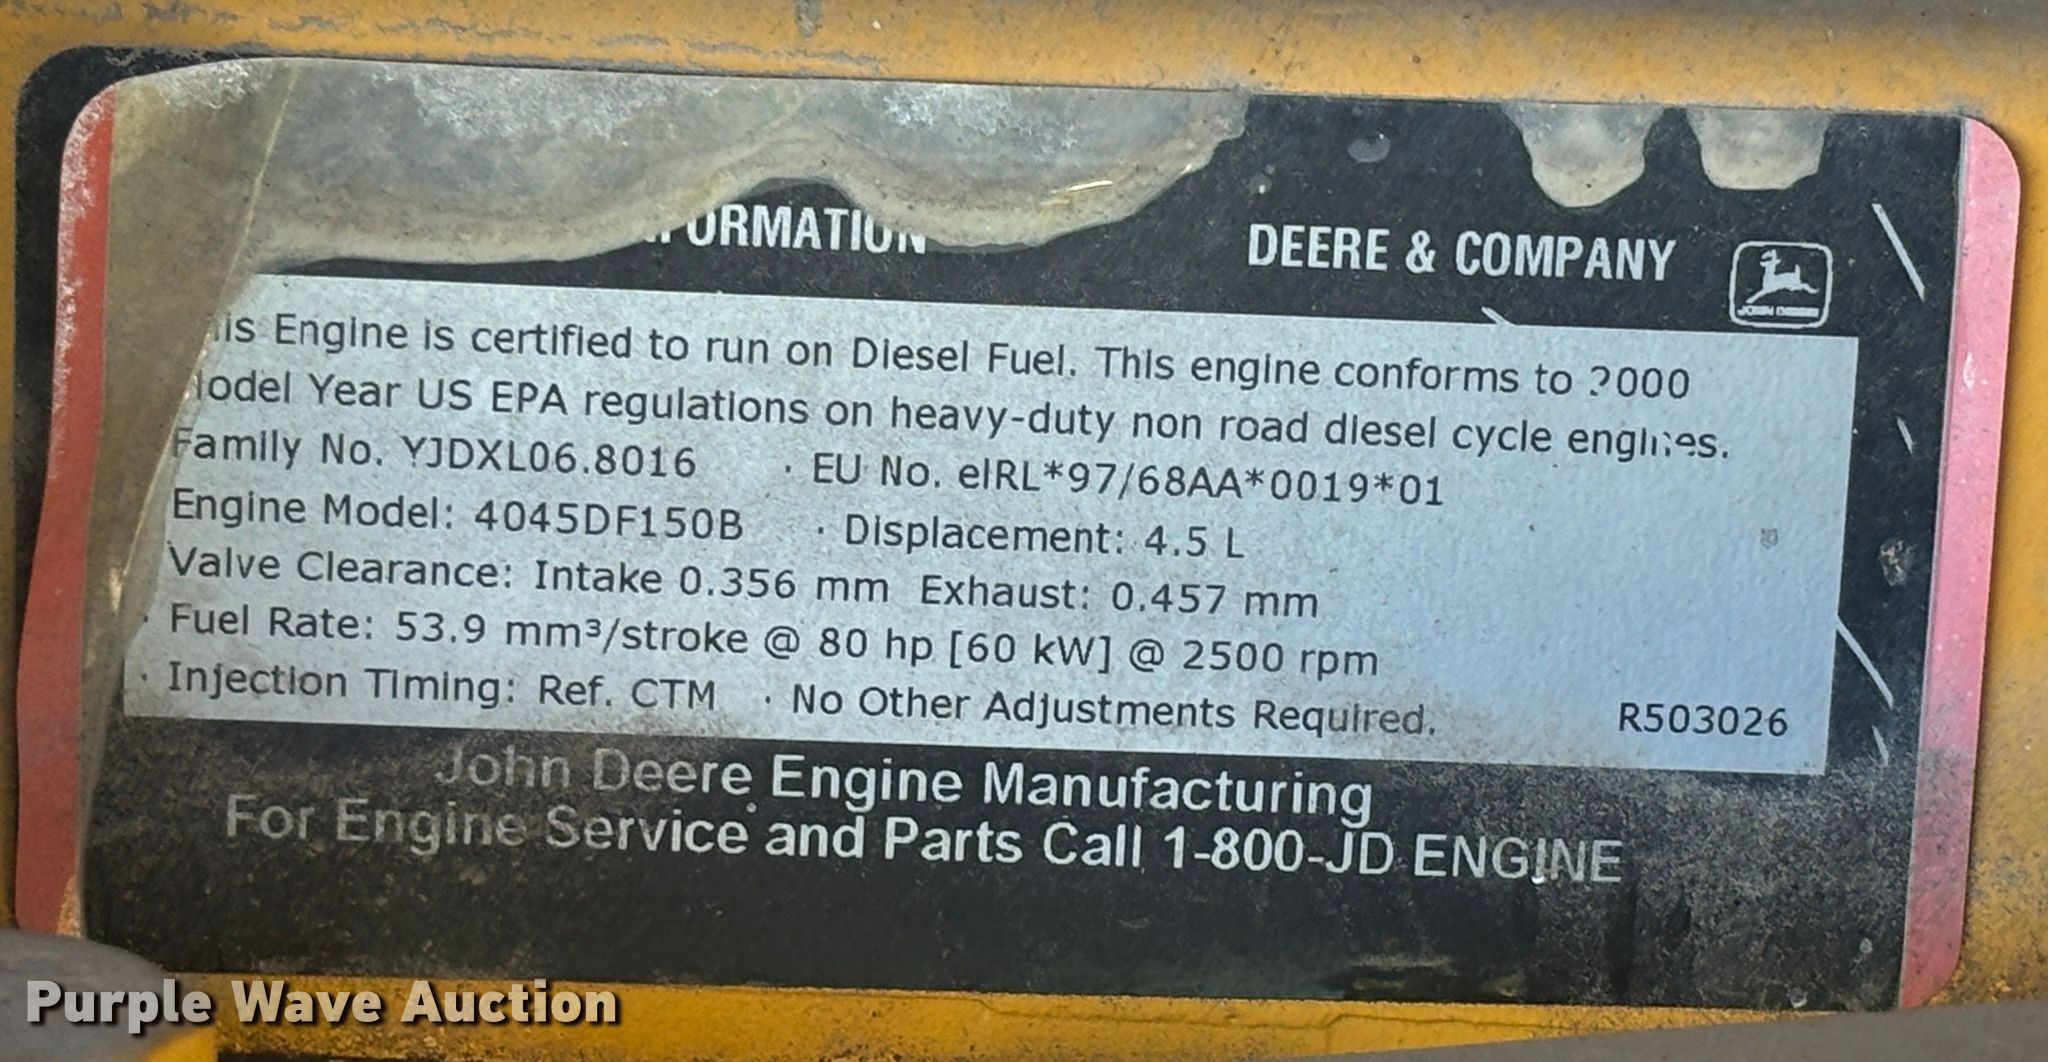 DEERE & COMPANY
JOHN DEERE
Engine is certified to run on Diesel Fuel. This engine conforms to 2000
Model Year US EPA regulations on heavy-duty non road diesel cycle engines.
Family No. YJDXL06.8016 · EU No. eIRL*97/68AA*0019*01
Engine Model: 4045DF150B · Displacement: 4.5 L
Valve Clearance: Intake 0.356 mm Exhaust: 0.457 mm
· Fuel Rate: 53.9 mm³/stroke @ 80 hp [60 kW] @ 2500 rpm
· Injection Timing: Ref. CTM · No Other Adjustments Required. R503026
John Deere Engine Manufacturing
For Engine Service and Parts Call 1-800-JD ENGINE
Purple Wave Auction